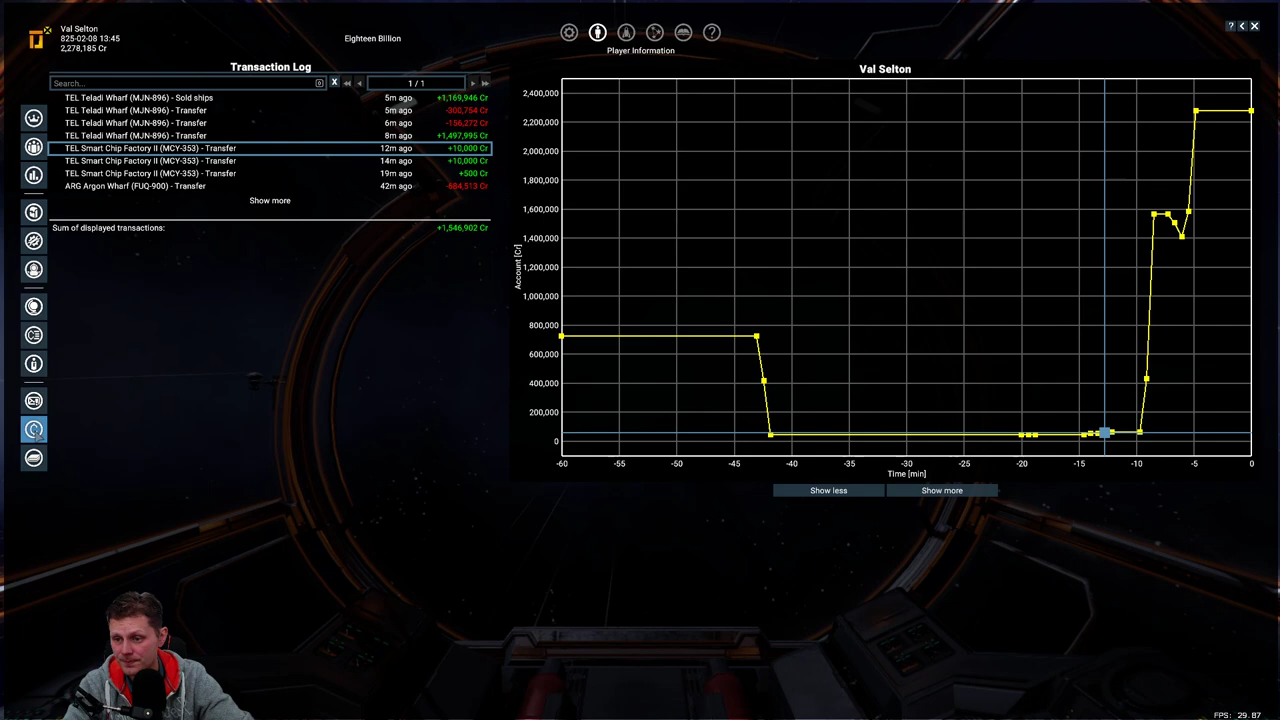 Val Selton
825-02-08 13:45
2,278,185 Cr
Eighteen Billion
Player Information
? < X
Transaction Log
Search...
X
1 / 1
TEL Teladi Wharf (MJN-896) - Sold ships 5m ago +1,169,946 Cr
TEL Teladi Wharf (MJN-896) - Transfer 5m ago -300,754 Cr
TEL Teladi Wharf (MJN-896) - Transfer 6m ago -156,272 Cr
TEL Teladi Wharf (MJN-896) - Transfer 8m ago +1,497,995 Cr
TEL Smart Chip Factory II (MCY-353) - Transfer 12m ago +10,000 Cr
TEL Smart Chip Factory II (MCY-353) - Transfer 14m ago +10,000 Cr
TEL Smart Chip Factory II (MCY-353) - Transfer 19m ago +500 Cr
ARG Argon Wharf (FUQ-900) - Transfer 42m ago -684,513 Cr
Show more
Sum of displayed transactions: +1,546,902 Cr
Val Selton
Account [Cr]
2,400,000
2,200,000
2,000,000
1,800,000
1,600,000
1,400,000
1,200,000
1,000,000
800,000
600,000
400,000
200,000
0
-60 -55 -50 -45 -40 -35 -30 -25 -20 -15 -10 -5 0
Time [min]
Show less
Show more
FPS: 29.87